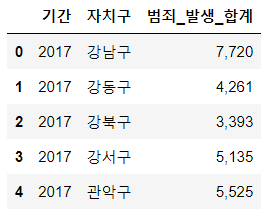 기간 자치구 범죄_발생_합계
0 2017 강남구 7,720
1 2017 강동구 4,261
2 2017 강북구 3,393
3 2017 강서구 5,135
4 2017 관악구 5,525